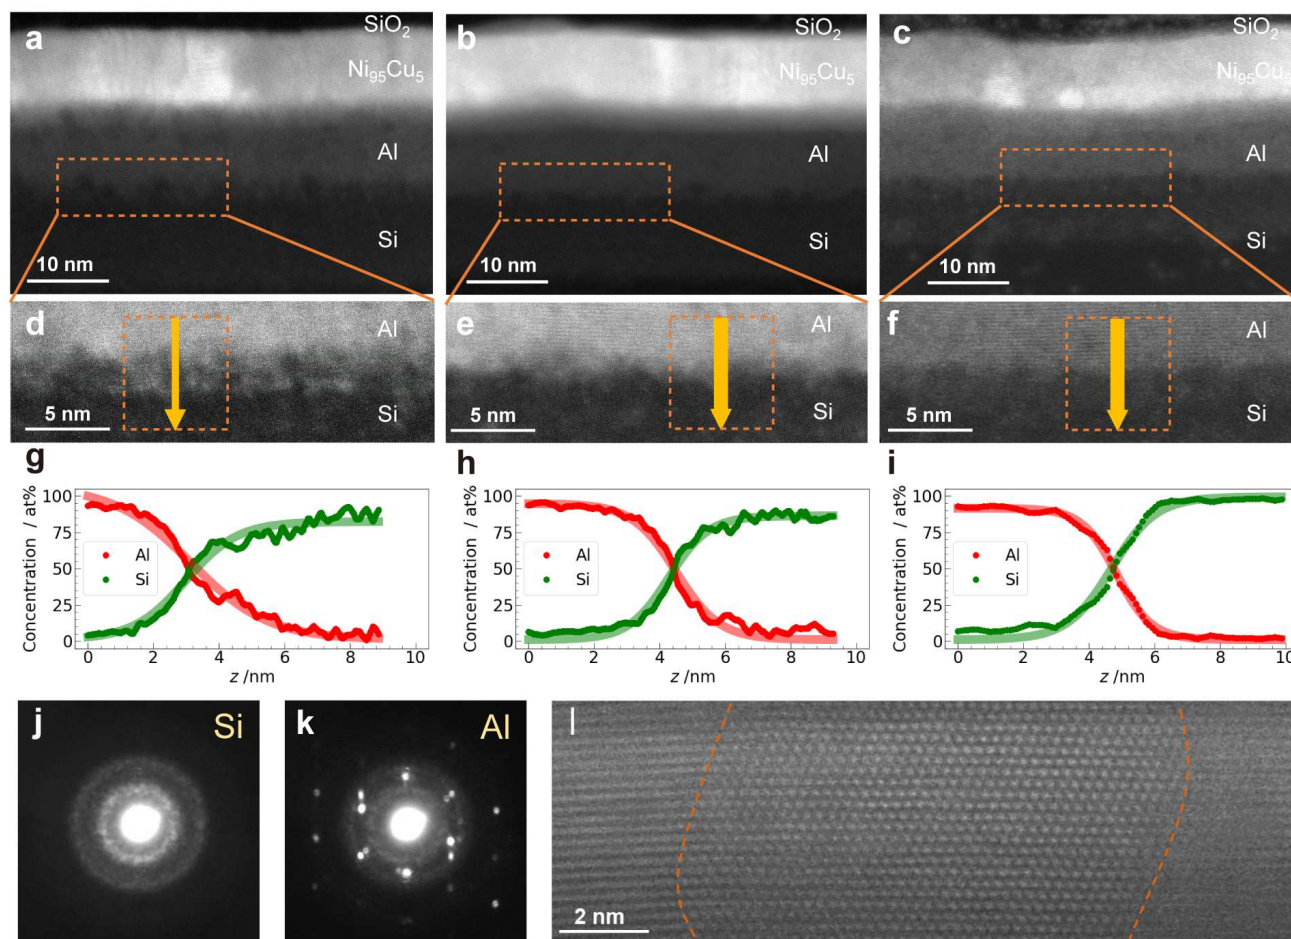 a
SiO₂
Ni₉₅Cu₅
Al
Si
10 nm
b
SiO₂
Ni₉₅Cu₅
Al
Si
10 nm
c
SiO₂
Ni₉₅Cu₅
Al
Si
10 nm
d
Al
Si
5 nm
e
Al
Si
5 nm
f
Al
Si
5 nm
g
Concentration / at%
100
75
50
25
0
Al
Si
0 2 4 6 8 10
z /nm
h
Concentration / at%
100
75
50
25
0
Al
Si
0 2 4 6 8 10
z /nm
i
Concentration / at%
100
75
50
25
0
Al
Si
0 2 4 6 8 10
z /nm
j
Si
k
Al
l
2 nm